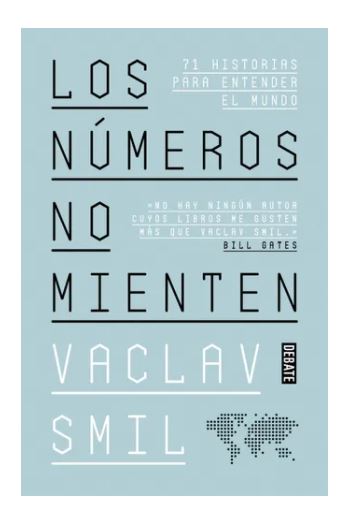 LOS
71 HISTORIAS
PARA ENTENDER
EL MUNDO
NÚMEROS
NO
«NO HAY NINGÚN AUTOR
CUYOS LIBROS ME GUSTEN
MÁS QUE VACLAV SMIL.»
BILL GATES
MIENTEN
VACLAV
DEBATE
SMIL